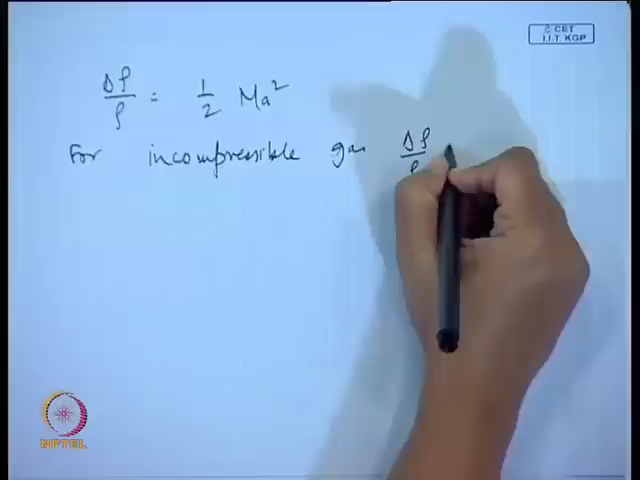 © CET
I.I.T. KGP
Δρ/ρ = 1/2 Ma²
For incompressible gas Δρ/ρ
NPTEL